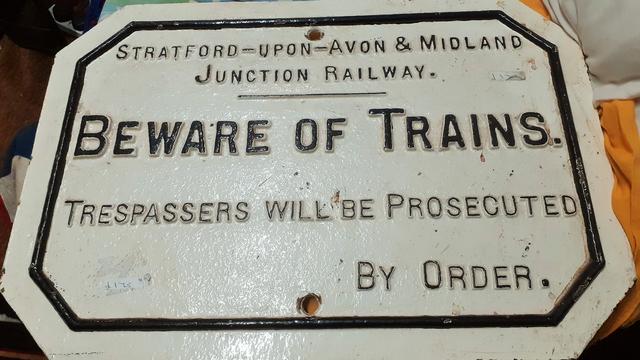 STRATFORD-UPON-AVON & MIDLAND
JUNCTION RAILWAY.
BEWARE OF TRAINS.
TRESPASSERS WILL BE PROSECUTED
BY ORDER.